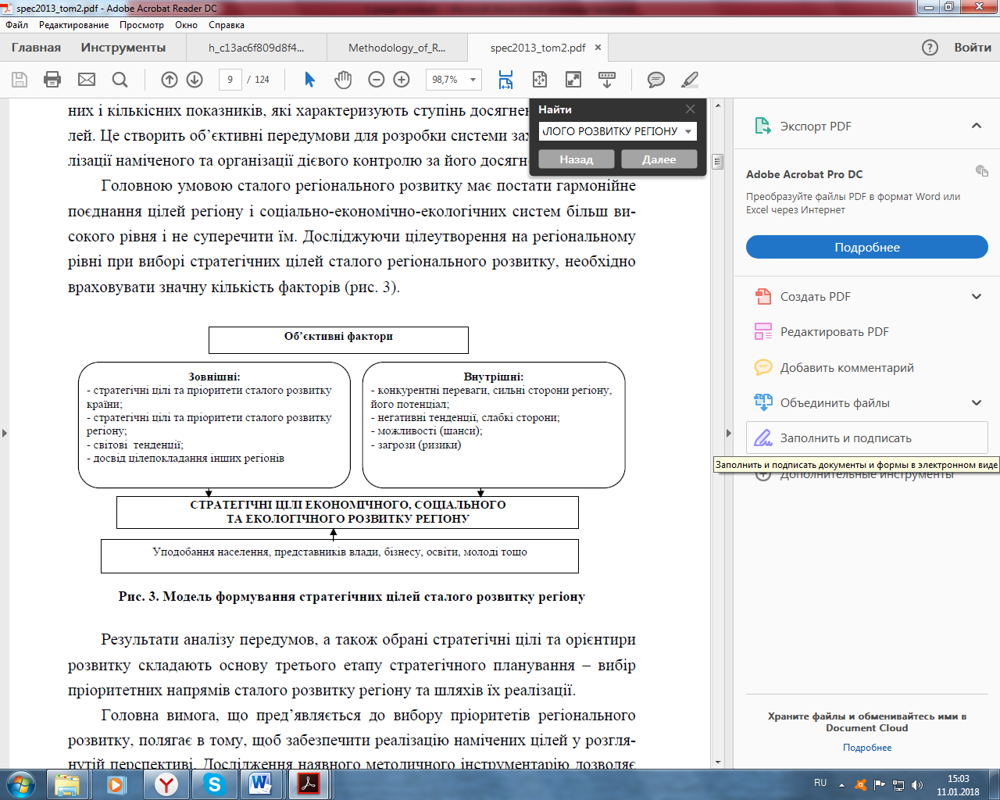 spec2013_tom2.pdf - Adobe Acrobat Reader DC
Файл Редактирование Просмотр Окно Справка
Главная Инструменты h_c13ac6f809d8f4... Methodology_of_R... spec2013_tom2.pdf Войти
9 / 124 98,7%
них і кількісних показників, які характеризують ступінь
лей. Це створить об’єктивні передумови для розробки системи
лізації наміченого та організації дієвого контролю за його
Найти
АЛОГО РОЗВИТКУ РЕГІОНУ
Назад Далее
Головною умовою сталого регіонального розвитку має постати гармонійне
поєднання цілей регіону і соціально-економічно-екологічних систем більш ви-
сокого рівня і не суперечити їм. Досліджуючи цілеутворення на регіональному
рівні при виборі стратегічних цілей сталого регіонального розвитку, необхідно
враховувати значну кількість факторів (рис. 3).
Об’єктивні фактори
Зовнішні:
- стратегічні цілі та пріоритети сталого розвитку
країни;
- стратегічні цілі та пріоритети сталого розвитку
регіону;
- світові тенденції;
- досвід цілепокладання інших регіонів
Внутрішні:
- конкурентні переваги, сильні сторони регіону,
його потенціал;
- негативні тенденції, слабкі сторони;
- можливості (шанси);
- загрози (ризики)
СТРАТЕГІЧНІ ЦІЛІ ЕКОНОМІЧНОГО, СОЦІАЛЬНОГО
ТА ЕКОЛОГІЧНОГО РОЗВИТКУ РЕГІОНУ
Уподобання населення, представників влади, бізнесу, освіти, молоді тощо
Рис. 3. Модель формування стратегічних цілей сталого розвитку регіону
Результати аналізу передумов, а також обрані стратегічні цілі та орієнтири
розвитку складають основу третього етапу стратегічного планування – вибір
пріоритетних напрямів сталого розвитку регіону та шляхів їх реалізації.
Головна вимога, що пред’являється до вибору пріоритетів регіонального
розвитку, полягає в тому, щоб забезпечити реалізацію намічених цілей у розгля-
нутій перспективі. Дослідження наявного методичного інструментарію дозволяє
Экспорт PDF
Adobe Acrobat Pro DC
Преобразуйте файлы PDF в формат Word или
Excel через Интернет
Подробнее
Создать PDF
Редактировать PDF
Добавить комментарий
Объединить файлы
Заполнить и подписать
Заполнить и подписать документы и формы в электронном виде
Дополнительные инструменты
Храните файлы и обменивайтесь ими в
Document Cloud
Подробнее
RU 15:03
11.01.2018